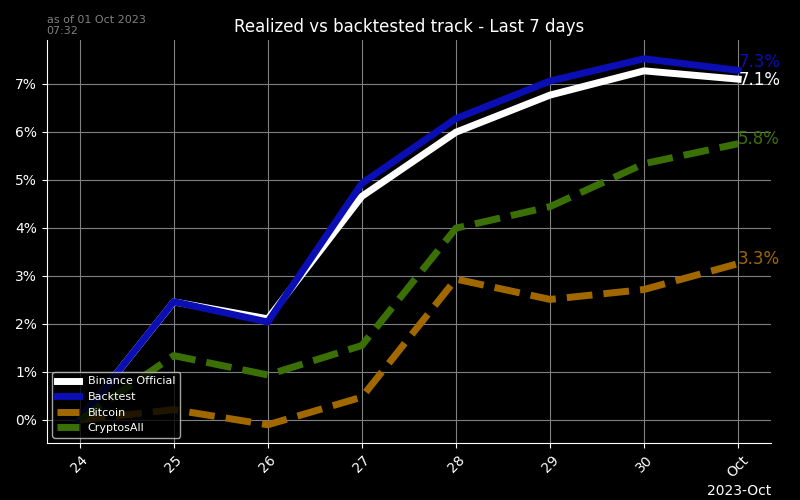 as of 01 Oct 2023
07:32
Realized vs backtested track - Last 7 days
7%
6%
5%
4%
3%
2%
1%
0%
7.3%
7.1%
5.8%
3.3%
Binance Official
Backtest
Bitcoin
CryptosAll
24
25
26
27
28
29
30
Oct
2023-Oct